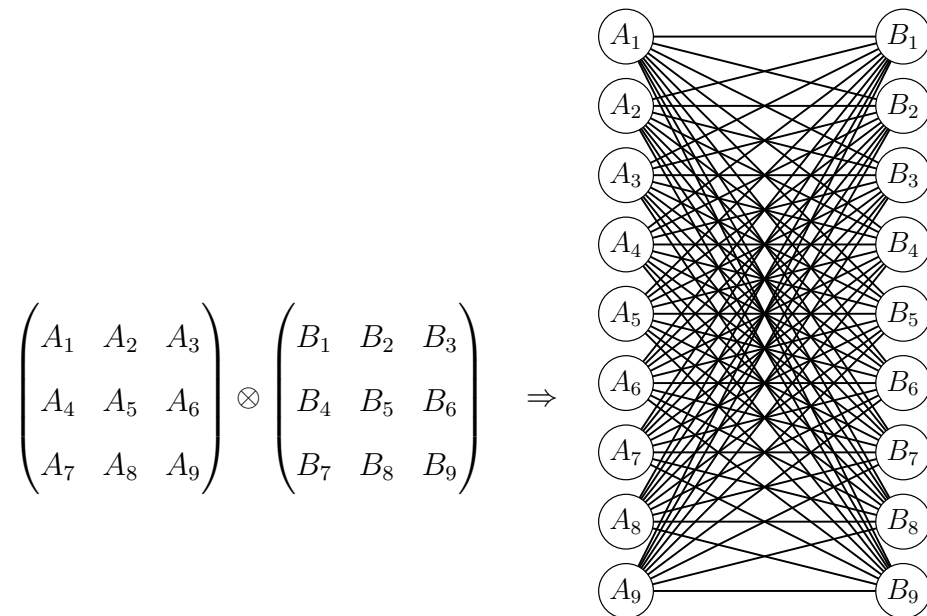 A₁ A₂ A₃
A₄ A₅ A₆
A₇ A₈ A₉
⊗
B₁ B₂ B₃
B₄ B₅ B₆
B₇ B₈ B₉
⇒
A₁ B₁
A₂ B₂
A₃ B₃
A₄ B₄
A₅ B₅
A₆ B₆
A₇ B₇
A₈ B₈
A₉ B₉